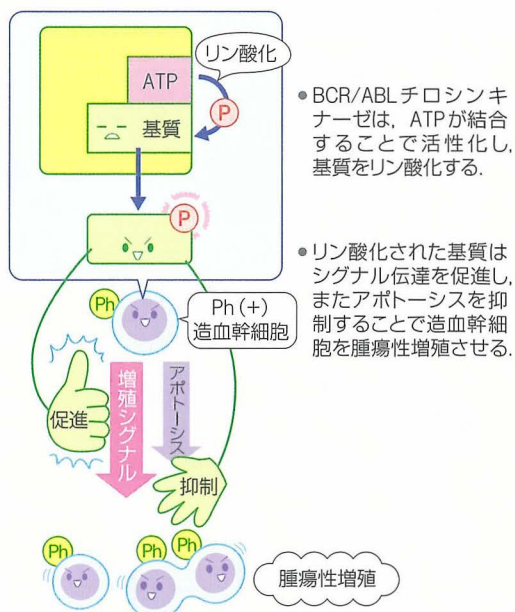 リン酸化
ATP
P
基質
P
Ph
Ph(+)
造血幹細胞
促進
増殖シグナル
アポトーシス
抑制
Ph
Ph
Ph
腫瘍性増殖
●BCR/ABLチロシンキ
ナーゼは，ATPが結合
することで活性化し，
基質をリン酸化する．
●リン酸化された基質は
シグナル伝達を促進し，
またアポトーシスを抑
制することで造血幹細
胞を腫瘍性増殖させる．